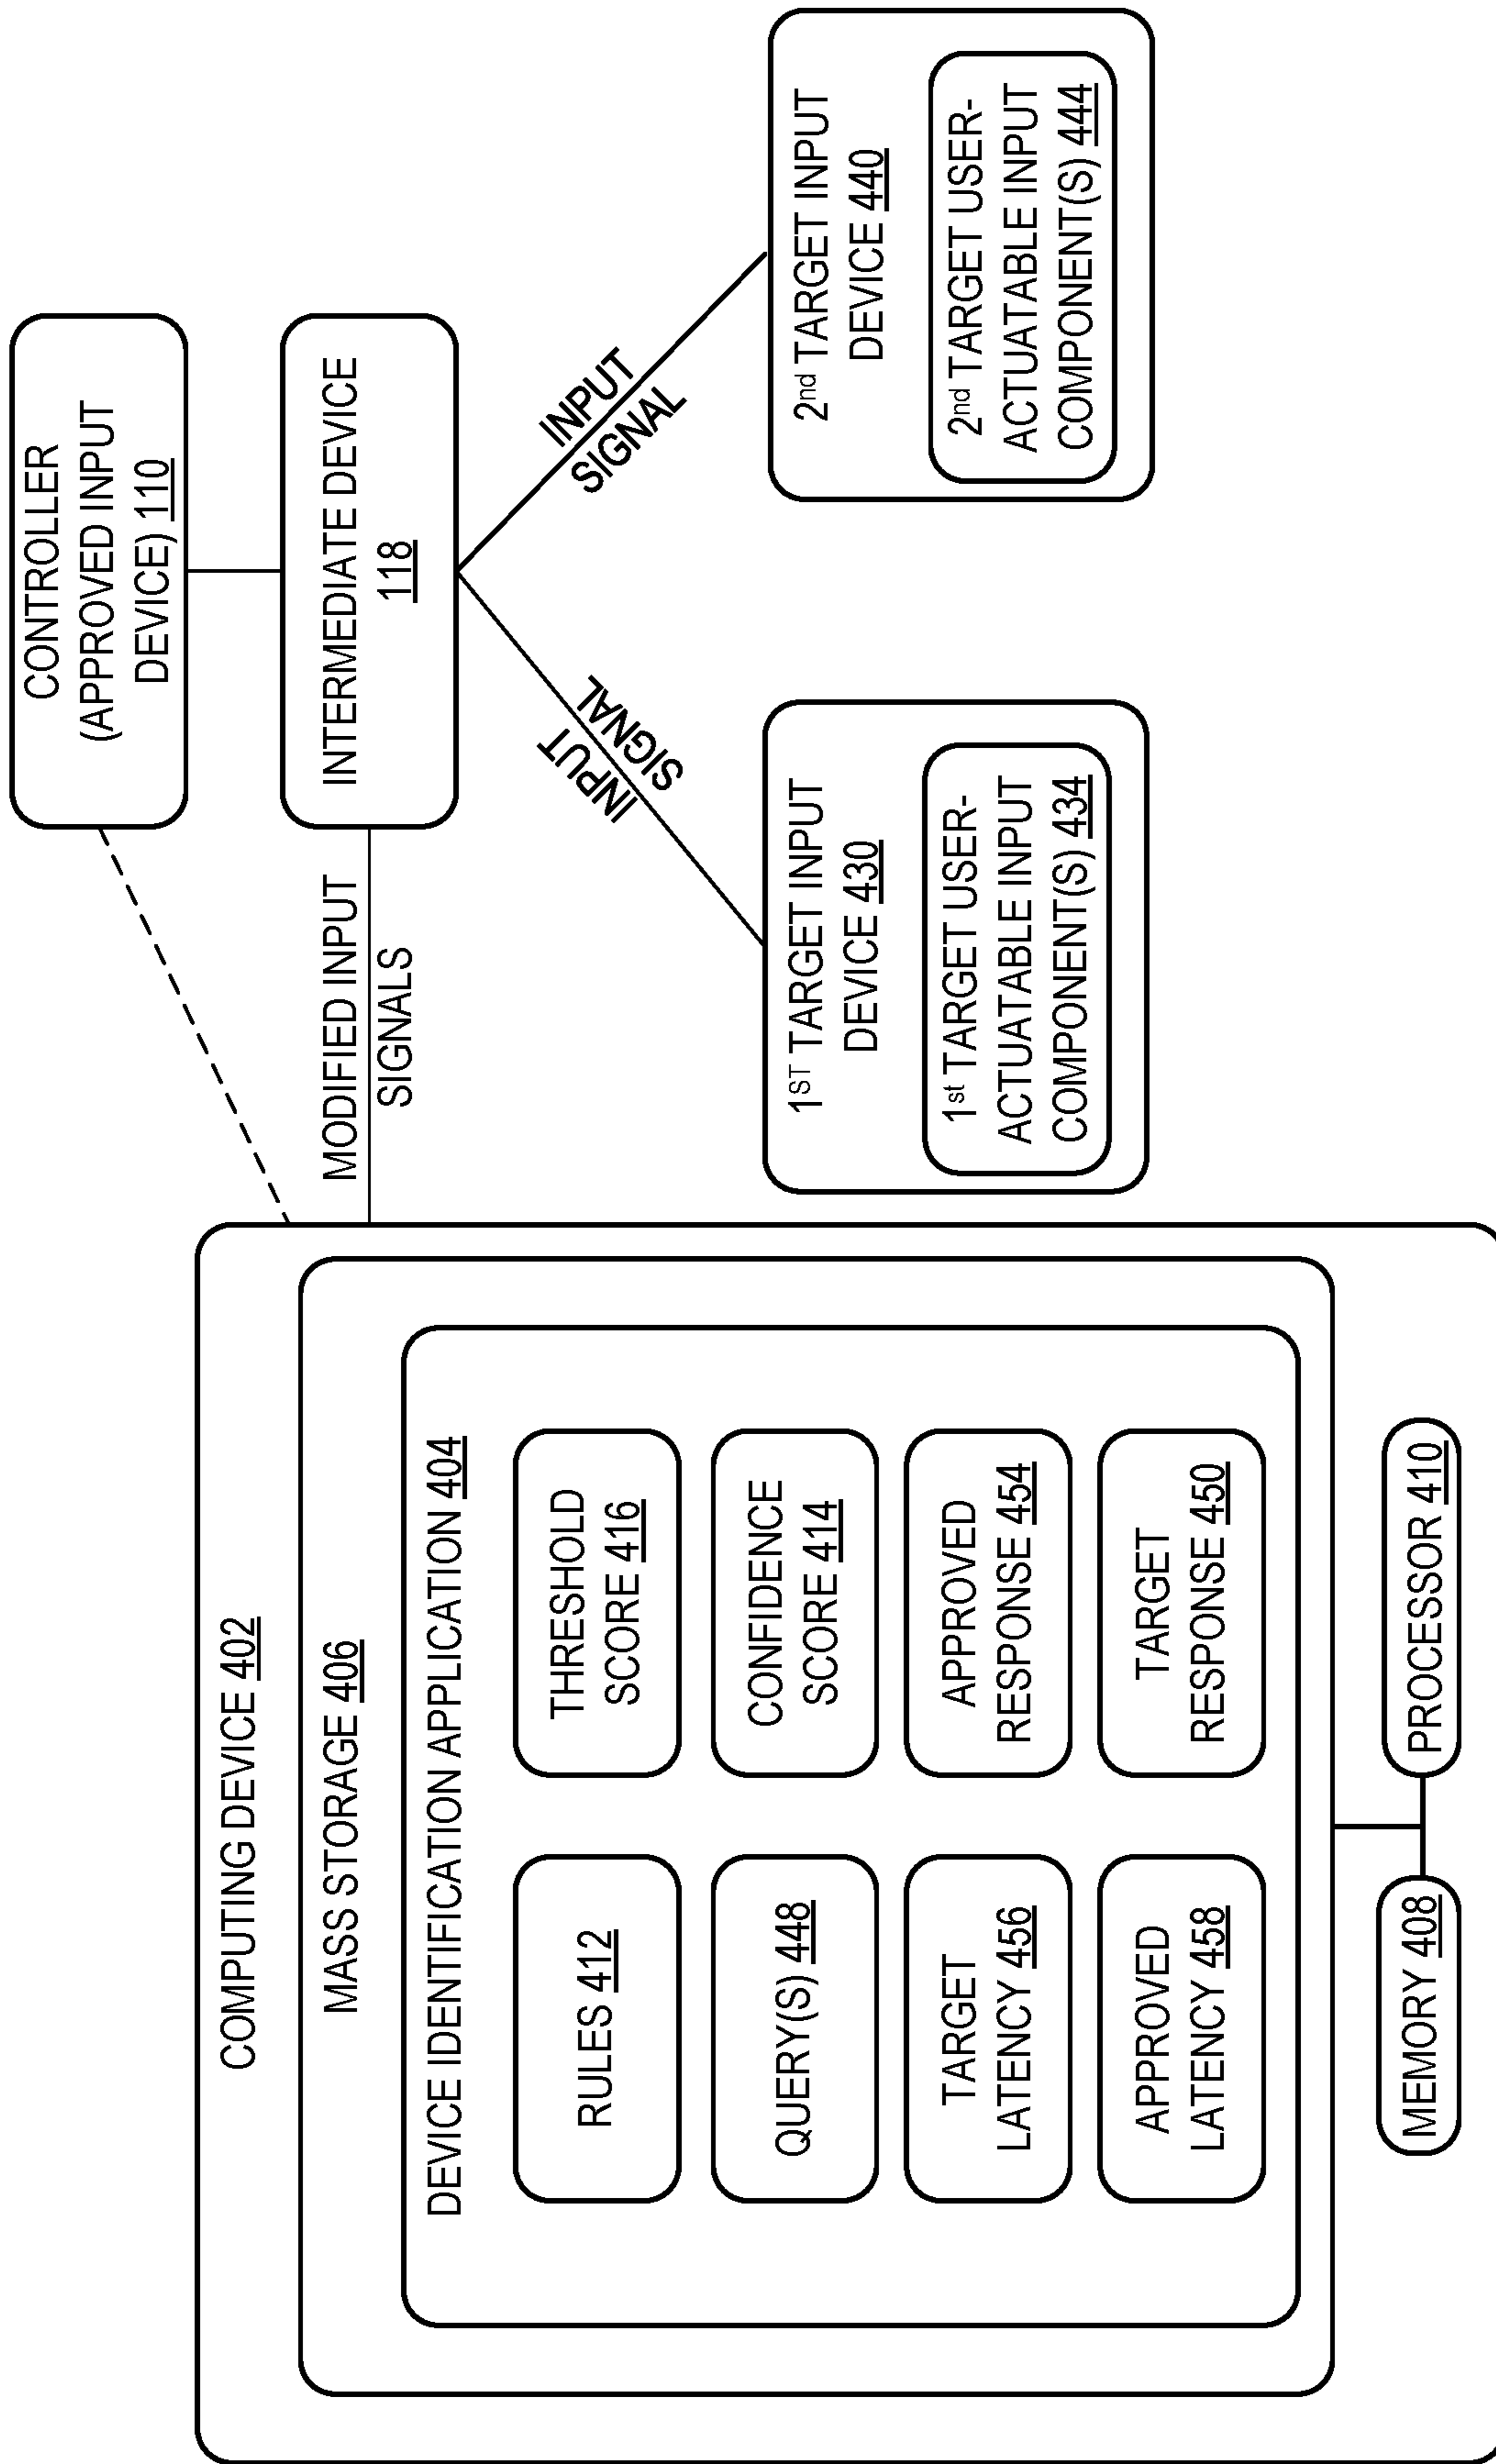 COMPUTING DEVICE 402
MASS STORAGE 406
DEVICE IDENTIFICATION APPLICATION 404
RULES 412
THRESHOLD
SCORE 416
QUERY(S) 448
CONFIDENCE
SCORE 414
TARGET
LATENCY 456
APPROVED
RESPONSE 454
APPROVED
LATENCY 458
TARGET
RESPONSE 450
MEMORY 408
PROCESSOR 410
MODIFIED INPUT
SIGNALS
CONTROLLER
(APPROVED INPUT
DEVICE) 110
INTERMEDIATE DEVICE
118
INPUT
SIGNAL
INPUT
SIGNAL
1ST TARGET INPUT
DEVICE 430
1st TARGET USER-
ACTUATABLE INPUT
COMPONENT(S) 434
2nd TARGET INPUT
DEVICE 440
2nd TARGET USER-
ACTUATABLE INPUT
COMPONENT(S) 444